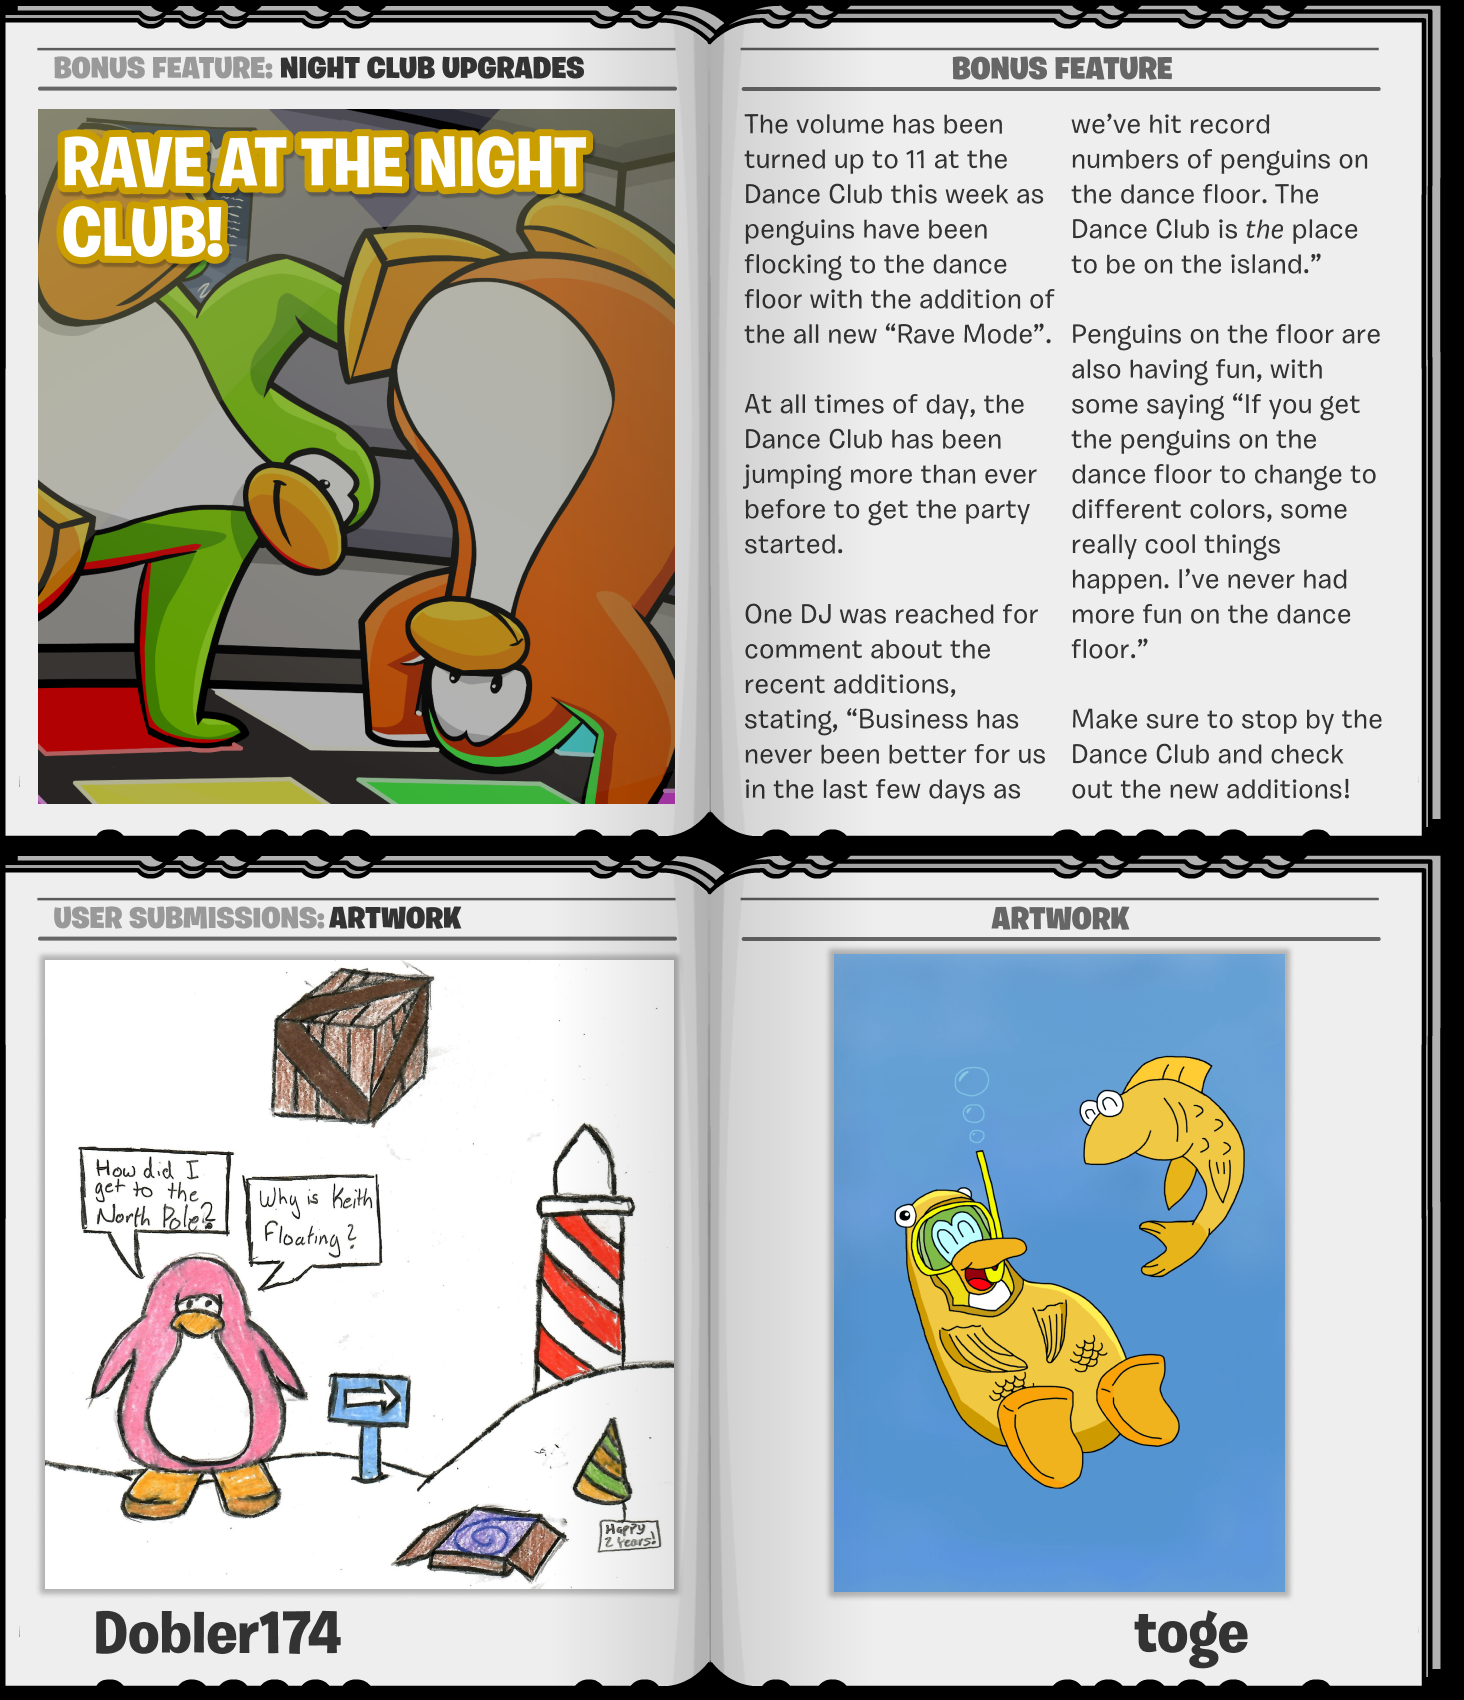 BONUS FEATURE: NIGHT CLUB UPGRADES
RAVE AT THE NIGHT
CLUB!
BONUS FEATURE
The volume has been
turned up to 11 at the
Dance Club this week as
penguins have been
flocking to the dance
floor with the addition of
the all new “Rave Mode”.
At all times of day, the
Dance Club has been
jumping more than ever
before to get the party
started.
One DJ was reached for
comment about the
recent additions,
stating, “Business has
never been better for us
in the last few days as
we’ve hit record
numbers of penguins on
the dance floor. The
Dance Club is the place
to be on the island.”
Penguins on the floor are
also having fun, with
some saying “If you get
the penguins on the
dance floor to change to
different colors, some
really cool things
happen. I’ve never had
more fun on the dance
floor.”
Make sure to stop by the
Dance Club and check
out the new additions!
USER SUBMISSIONS: ARTWORK
How did I
get to the
North Pole?
Why is Keith
Floating?
Happy
2 Years!
Dobler174
ARTWORK
toge